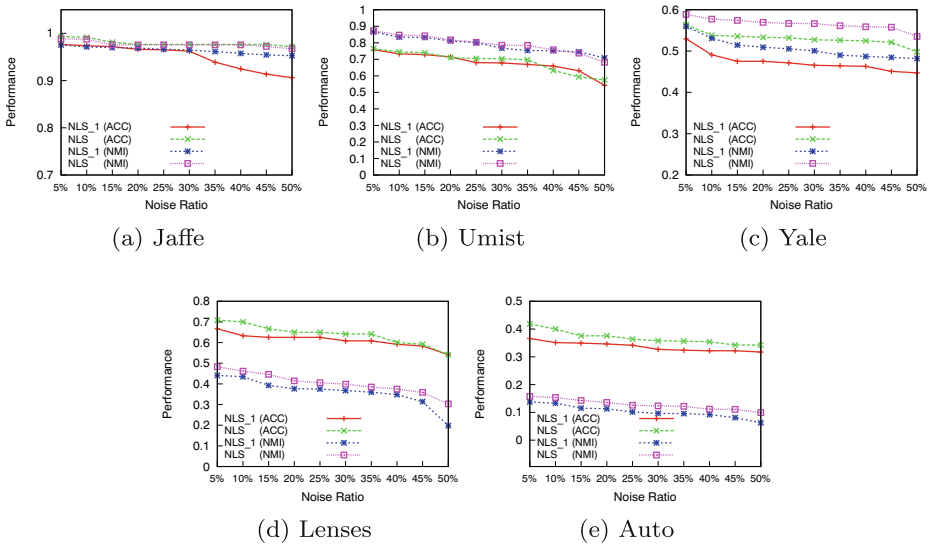 1
0.9
0.8
0.7
Performance
NLS_1 (ACC)
NLS (ACC)
NLS_1 (NMI)
NLS (NMI)
5% 10% 15% 20% 25% 30% 35% 40% 45% 50%
Noise Ratio
(a) Jaffe
1
0.9
0.8
0.7
0.6
0.5
0.4
0.3
0.2
0.1
0
Performance
NLS_1 (ACC)
NLS (ACC)
NLS_1 (NMI)
NLS (NMI)
5% 10% 15% 20% 25% 30% 35% 40% 45% 50%
Noise Ratio
(b) Umist
0.6
0.5
0.4
0.3
0.2
Performance
NLS_1 (ACC)
NLS (ACC)
NLS_1 (NMI)
NLS (NMI)
5% 10% 15% 20% 25% 30% 35% 40% 45% 50%
Noise Ratio
(c) Yale
0.8
0.7
0.6
0.5
0.4
0.3
0.2
0.1
0
Performance
NLS_1 (ACC)
NLS (ACC)
NLS_1 (NMI)
NLS (NMI)
5% 10% 15% 20% 25% 30% 35% 40% 45% 50%
Noise Ratio
(d) Lenses
0.5
0.4
0.3
0.2
0.1
0
Performance
NLS_1 (ACC)
NLS (ACC)
NLS_1 (NMI)
NLS (NMI)
5% 10% 15% 20% 25% 30% 35% 40% 45% 50%
Noise Ratio
(e) Auto